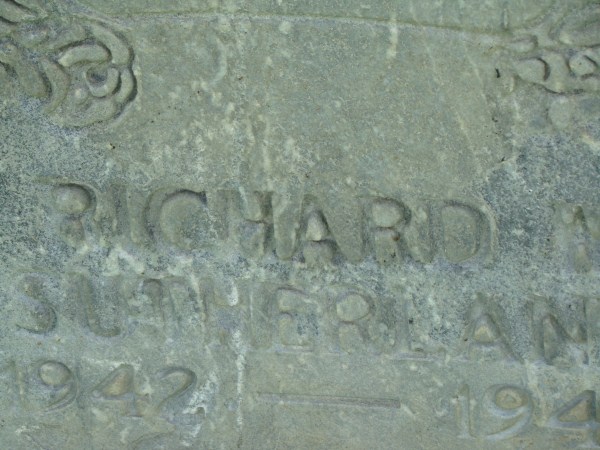 RICHARD
SUTHERLAN
1942 — 194